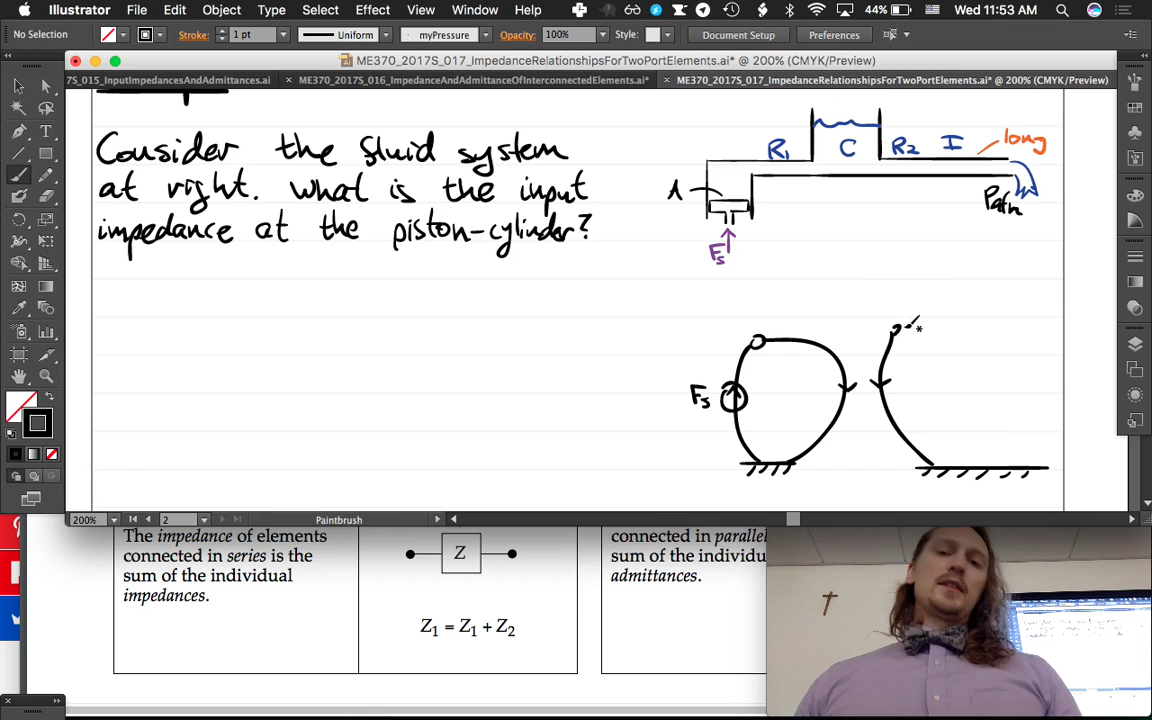 Illustrator File Edit Object Type Select Effect View Window Help 44% Wed 11:53 AM
No Selection Stroke: 1 pt Uniform myPressure Opacity: 100% Style: Document Setup Preferences
ME370_2017S_017_ImpedanceRelationshipsForTwoPortElements.ai* @ 200% (CMYK/Preview)
7S_015_InputImpedancesAndAdmittances.ai ME370_2017S_016_ImpedanceAndAdmittanceOfInterconnectedElements.ai* ME370_2017S_017_ImpedanceRelationshipsForTwoPortElements.ai* @ 200% (CMYK/Preview)
Consider the fluid system
at right. What is the input
impedance at the piston-cylinder?
R1 C R2 I long
A
Patm
Fs
Fs
200% 2 Paintbrush
The impedance of elements
connected in series is the
sum of the individual
impedances.
Z
Z1 = Z1 + Z2
connected in parallel
sum of the individu
admittances.